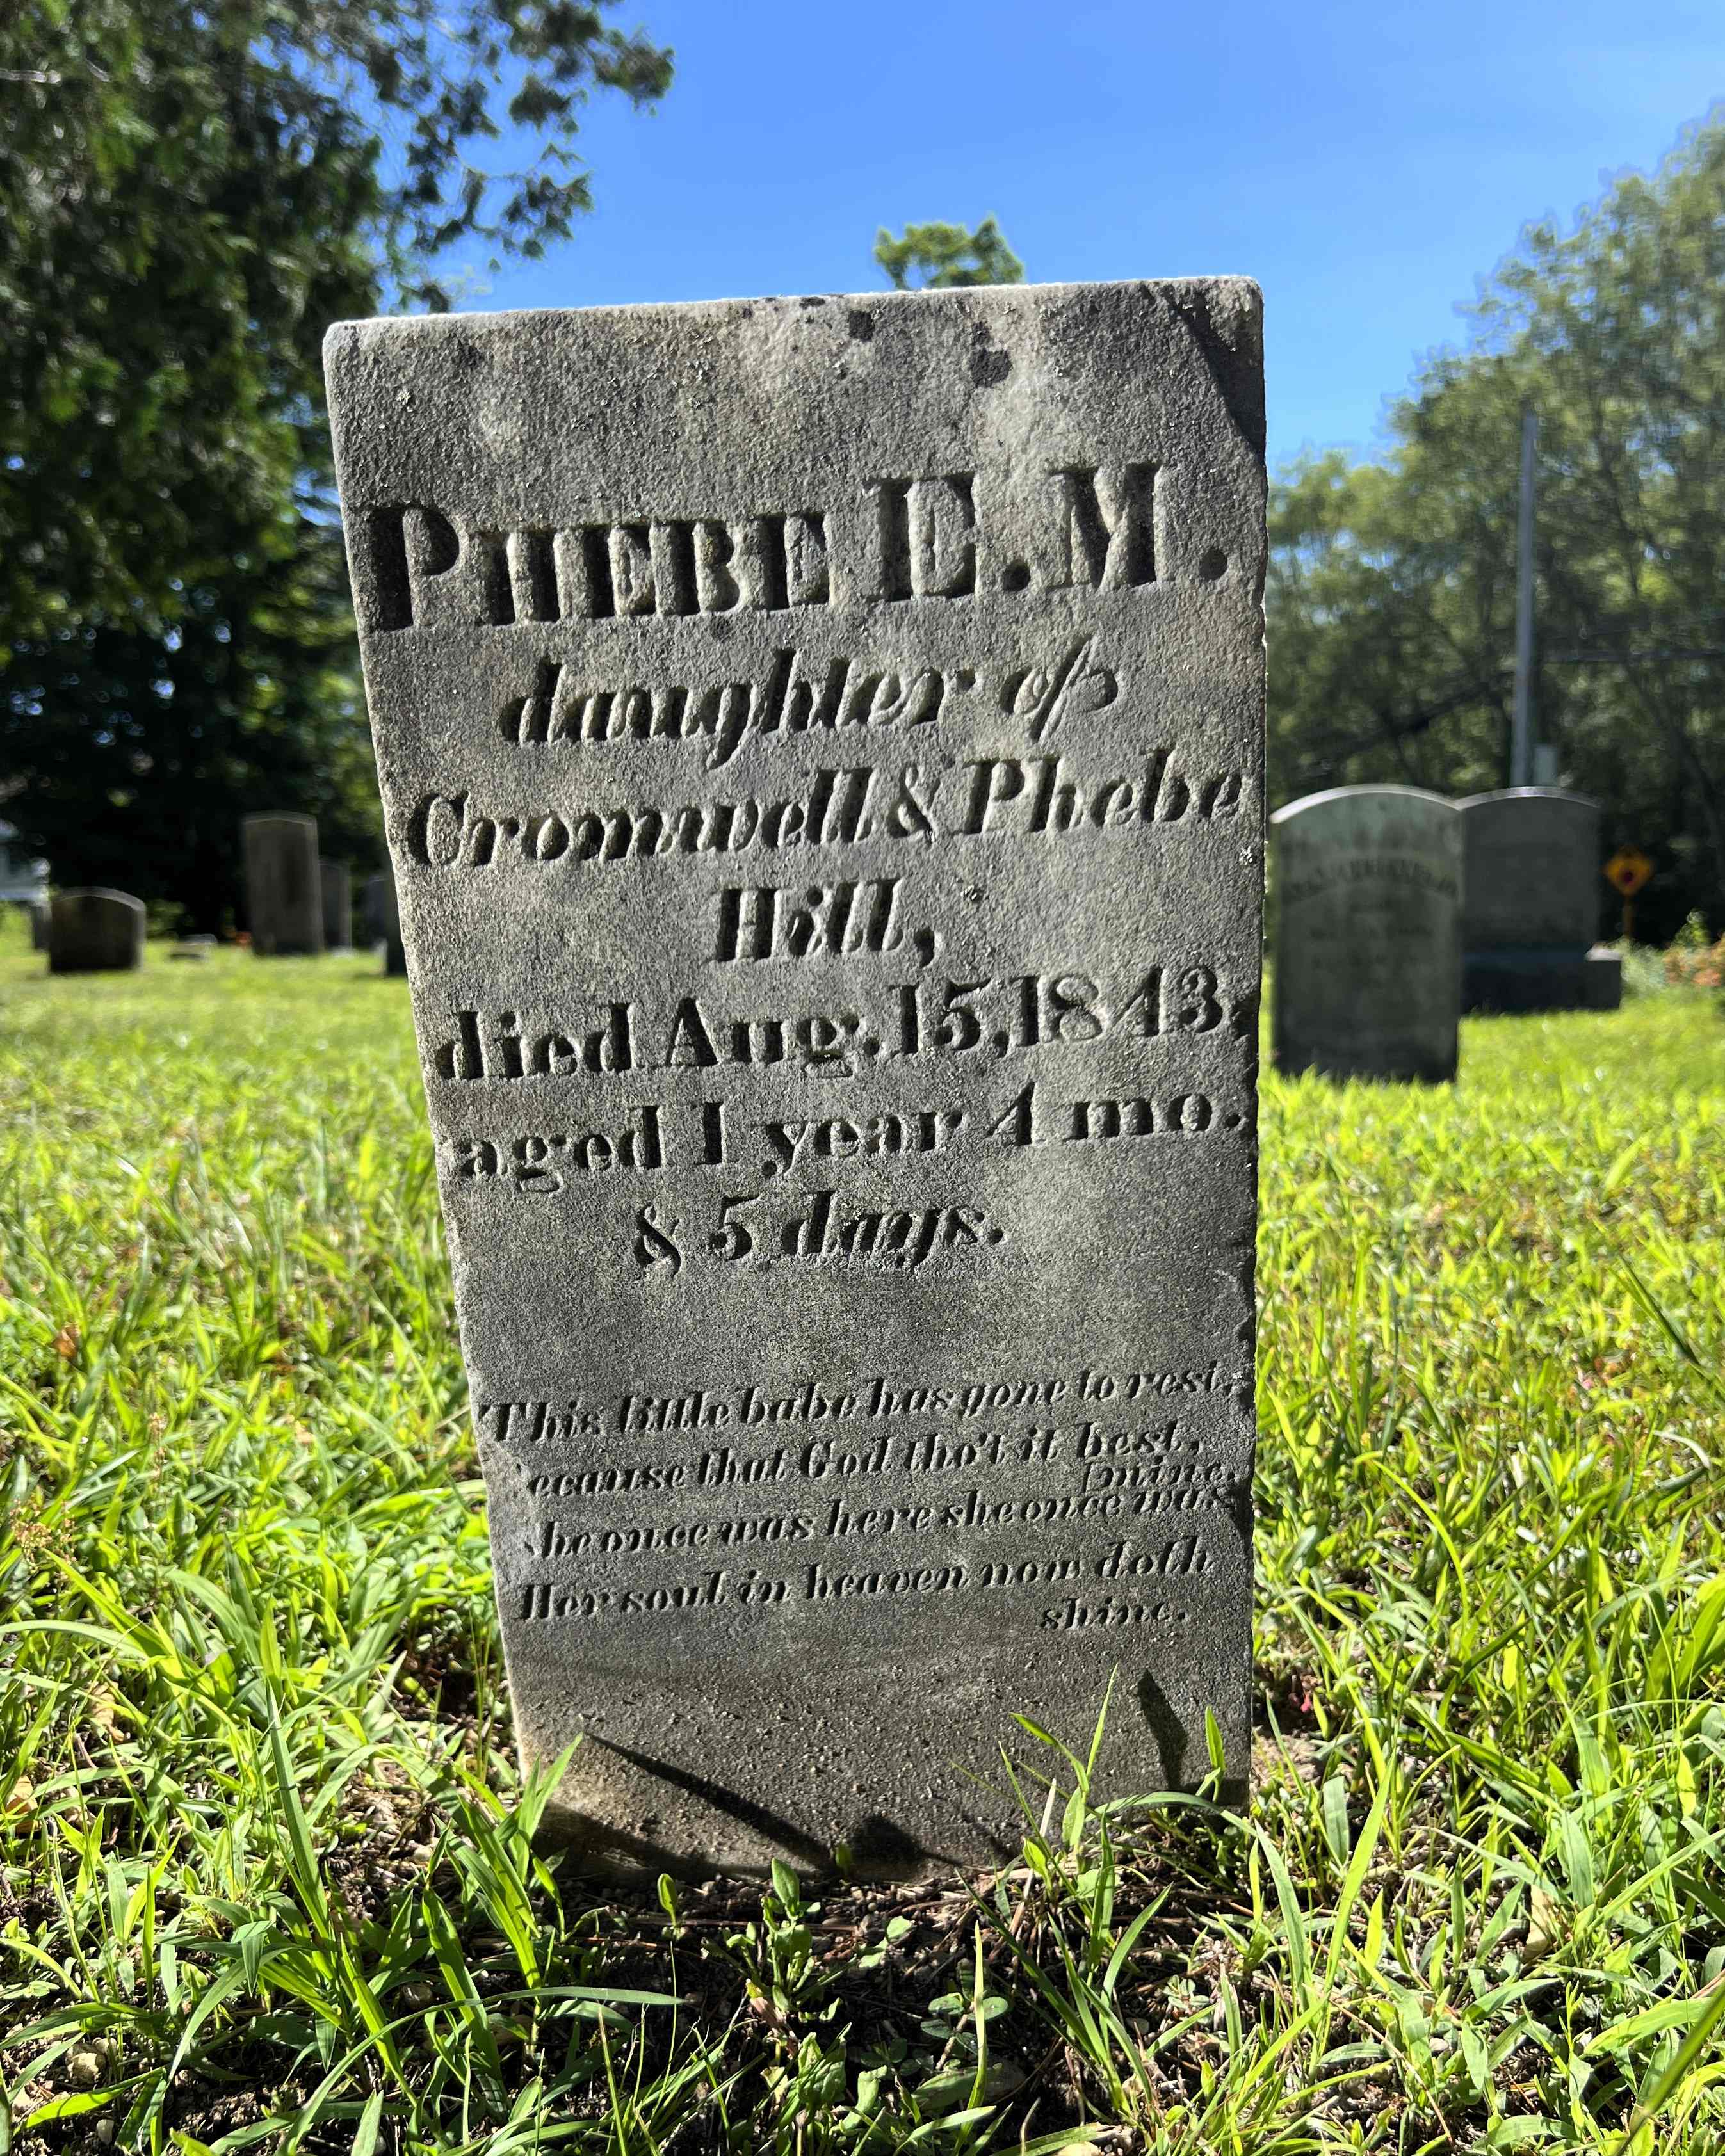 PHEBE E. M.
daughter of
Cromwell & Phebe
Hill,
died Aug. 15, 1843,
aged 1 year 4 mo.
& 5 days.
This little babe has gone to rest,
ecause that God tho't it best,
[mine.
he once was here she once was
Her soul in heaven now doth
shine.